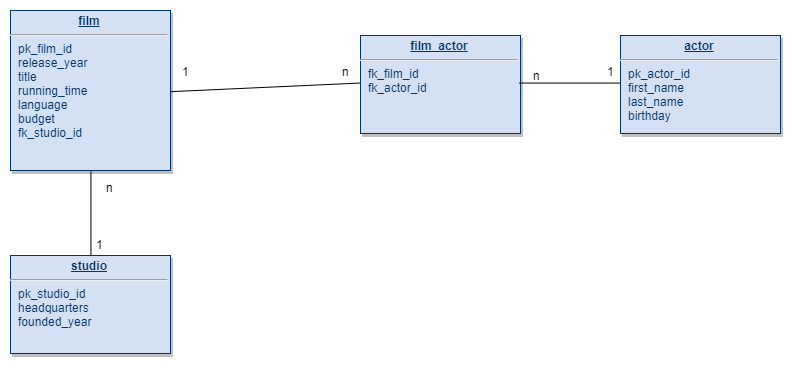 film
pk_film_id
release_year
title
running_time
language
budget
fk_studio_id
1
n
film_actor
fk_film_id
fk_actor_id
n
1
actor
pk_actor_id
first_name
last_name
birthday
n
1
studio
pk_studio_id
headquarters
founded_year